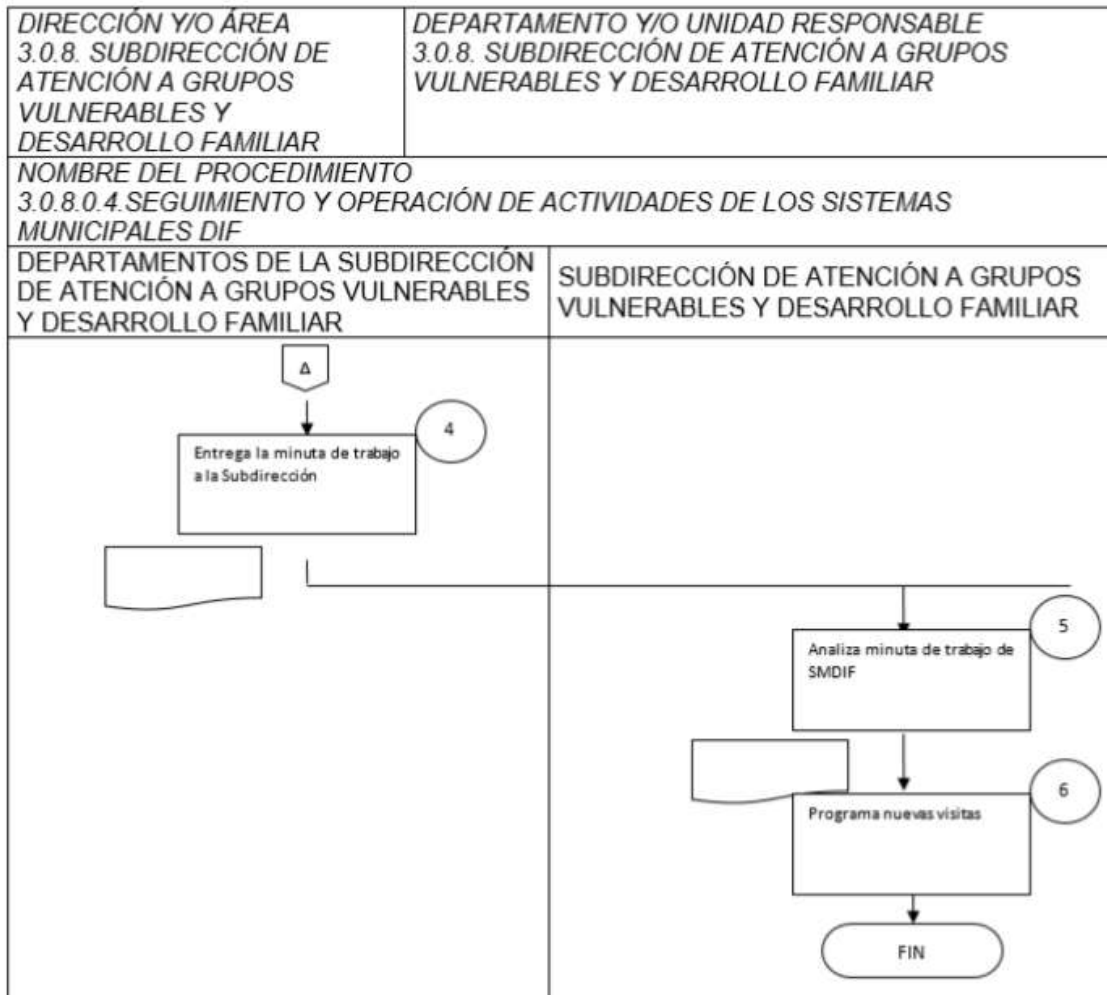 DIRECCIÓN Y/O ÁREA
3.0.8. SUBDIRECCIÓN DE
ATENCIÓN A GRUPOS
VULNERABLES Y
DESARROLLO FAMILIAR
DEPARTAMENTO Y/O UNIDAD RESPONSABLE
3.0.8. SUBDIRECCIÓN DE ATENCIÓN A GRUPOS
VULNERABLES Y DESARROLLO FAMILIAR
NOMBRE DEL PROCEDIMIENTO
3.0.8.0.4.SEGUIMIENTO Y OPERACIÓN DE ACTIVIDADES DE LOS SISTEMAS
MUNICIPALES DIF
DEPARTAMENTOS DE LA SUBDIRECCIÓN
DE ATENCIÓN A GRUPOS VULNERABLES
Y DESARROLLO FAMILIAR
SUBDIRECCIÓN DE ATENCIÓN A GRUPOS
VULNERABLES Y DESARROLLO FAMILIAR
Δ
4
Entrega la minuta de trabajo
a la Subdirección
5
Analiza minuta de trabajo de
SMDIF
6
Programa nuevas visitas
FIN